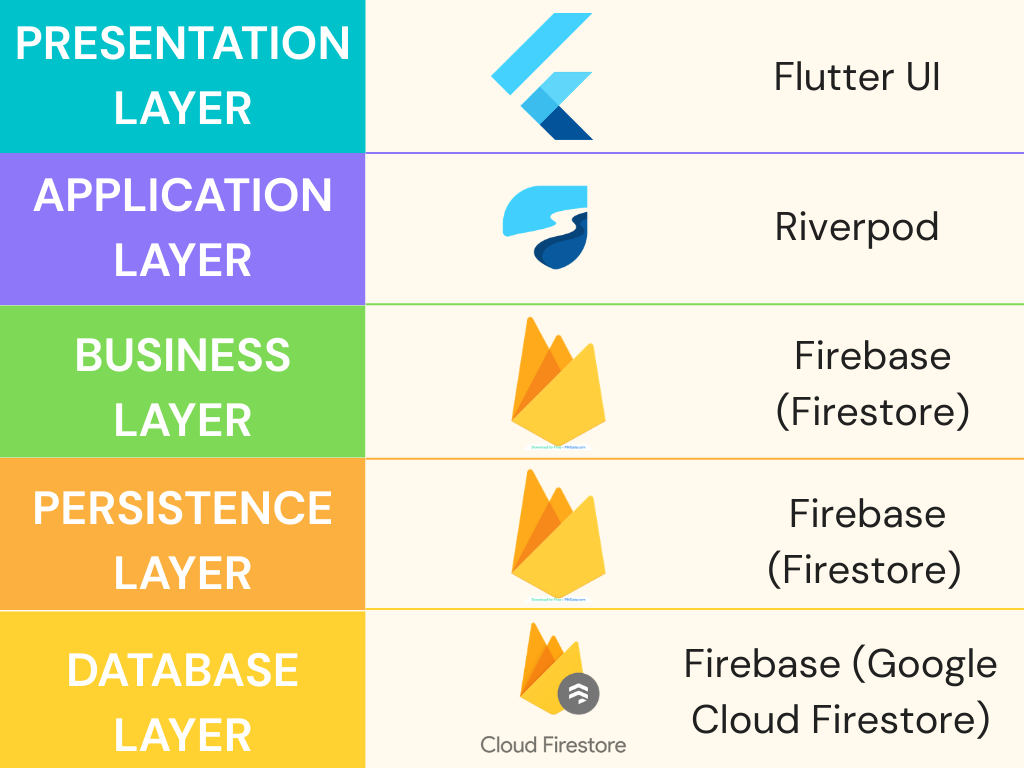 PRESENTATION
LAYER
Flutter UI
APPLICATION
LAYER
Riverpod
BUSINESS
LAYER
Firebase
(Firestore)
PERSISTENCE
LAYER
Firebase
(Firestore)
DATABASE
LAYER
Cloud Firestore
Firebase (Google
Cloud Firestore)